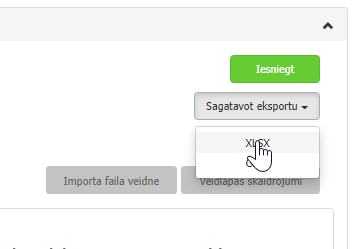 Iesniegt
Sagatavot eksportu
XLSX
Importa faila veidne
Veidlapas skaidrojumi